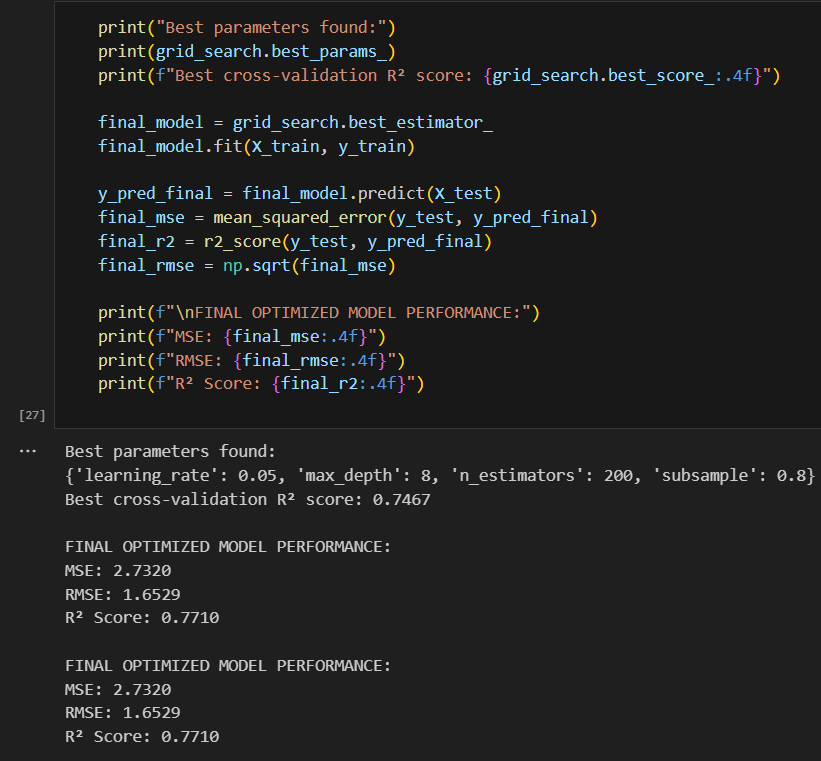 print("Best parameters found:")
print(grid_search.best_params_)
print(f"Best cross-validation R² score: {grid_search.best_score_:.4f}")
final_model = grid_search.best_estimator_
final_model.fit(X_train, y_train)
y_pred_final = final_model.predict(X_test)
final_mse = mean_squared_error(y_test, y_pred_final)
final_r2 = r2_score(y_test, y_pred_final)
final_rmse = np.sqrt(final_mse)
print(f"\nFINAL OPTIMIZED MODEL PERFORMANCE:")
print(f"MSE: {final_mse:.4f}")
print(f"RMSE: {final_rmse:.4f}")
print(f"R² Score: {final_r2:.4f}")
[27]
... Best parameters found:
{'learning_rate': 0.05, 'max_depth': 8, 'n_estimators': 200, 'subsample': 0.8}
Best cross-validation R² score: 0.7467
FINAL OPTIMIZED MODEL PERFORMANCE:
MSE: 2.7320
RMSE: 1.6529
R² Score: 0.7710
FINAL OPTIMIZED MODEL PERFORMANCE:
MSE: 2.7320
RMSE: 1.6529
R² Score: 0.7710